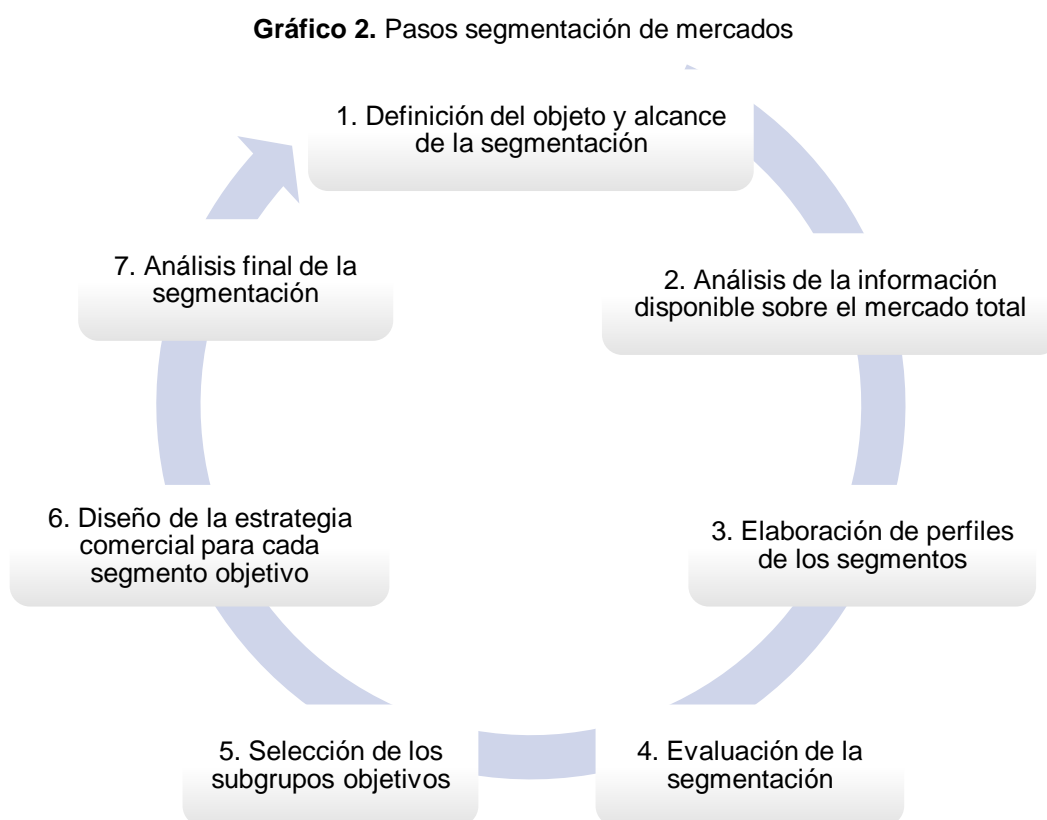 Gráfico 2. Pasos segmentación de mercados
1. Definición del objeto y alcance
de la segmentación
2. Análisis de la información
disponible sobre el mercado total
3. Elaboración de perfiles
de los segmentos
4. Evaluación de la
segmentación
5. Selección de los
subgrupos objetivos
6. Diseño de la estrategia
comercial para cada
segmento objetivo
7. Análisis final de la
segmentación